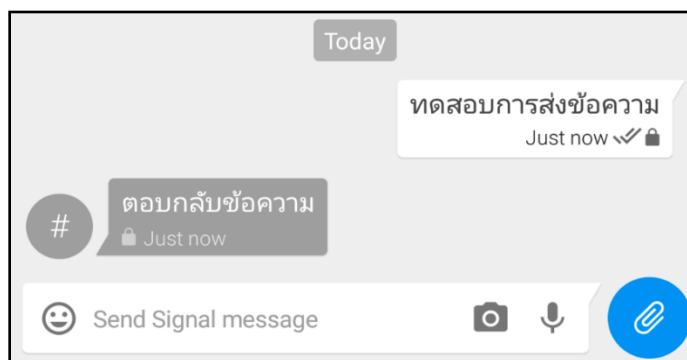 Today
ทดสอบการส่งข้อความ
Just now
#
ตอบกลับข้อความ
Just now
Send Signal message